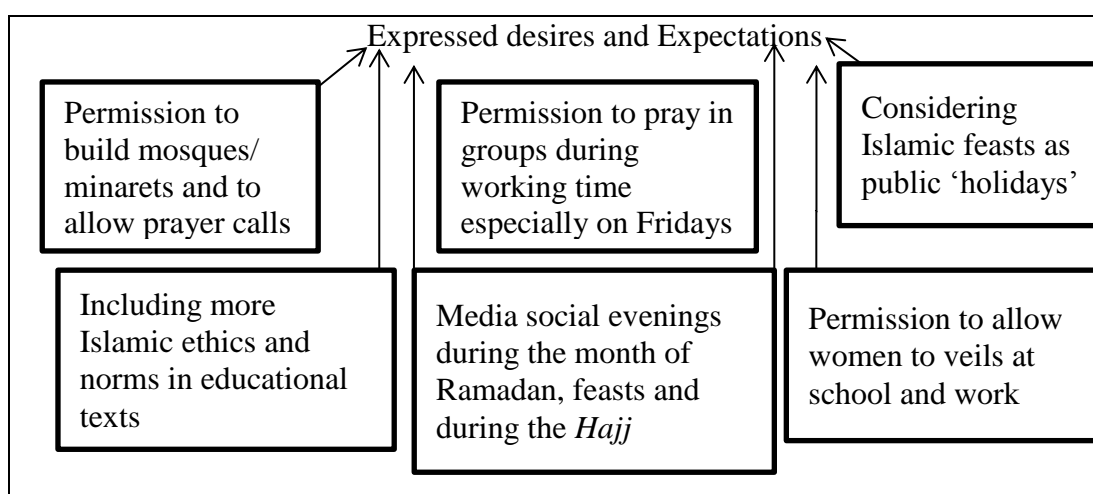 Expressed desires and Expectations
Permission to
build mosques/
minarets and to
allow prayer calls
Permission to pray in
groups during
working time
especially on Fridays
Considering
Islamic feasts as
public ‘holidays’
Including more
Islamic ethics and
norms in educational
texts
Media social evenings
during the month of
Ramadan, feasts and
during the Hajj
Permission to allow
women to veils at
school and work